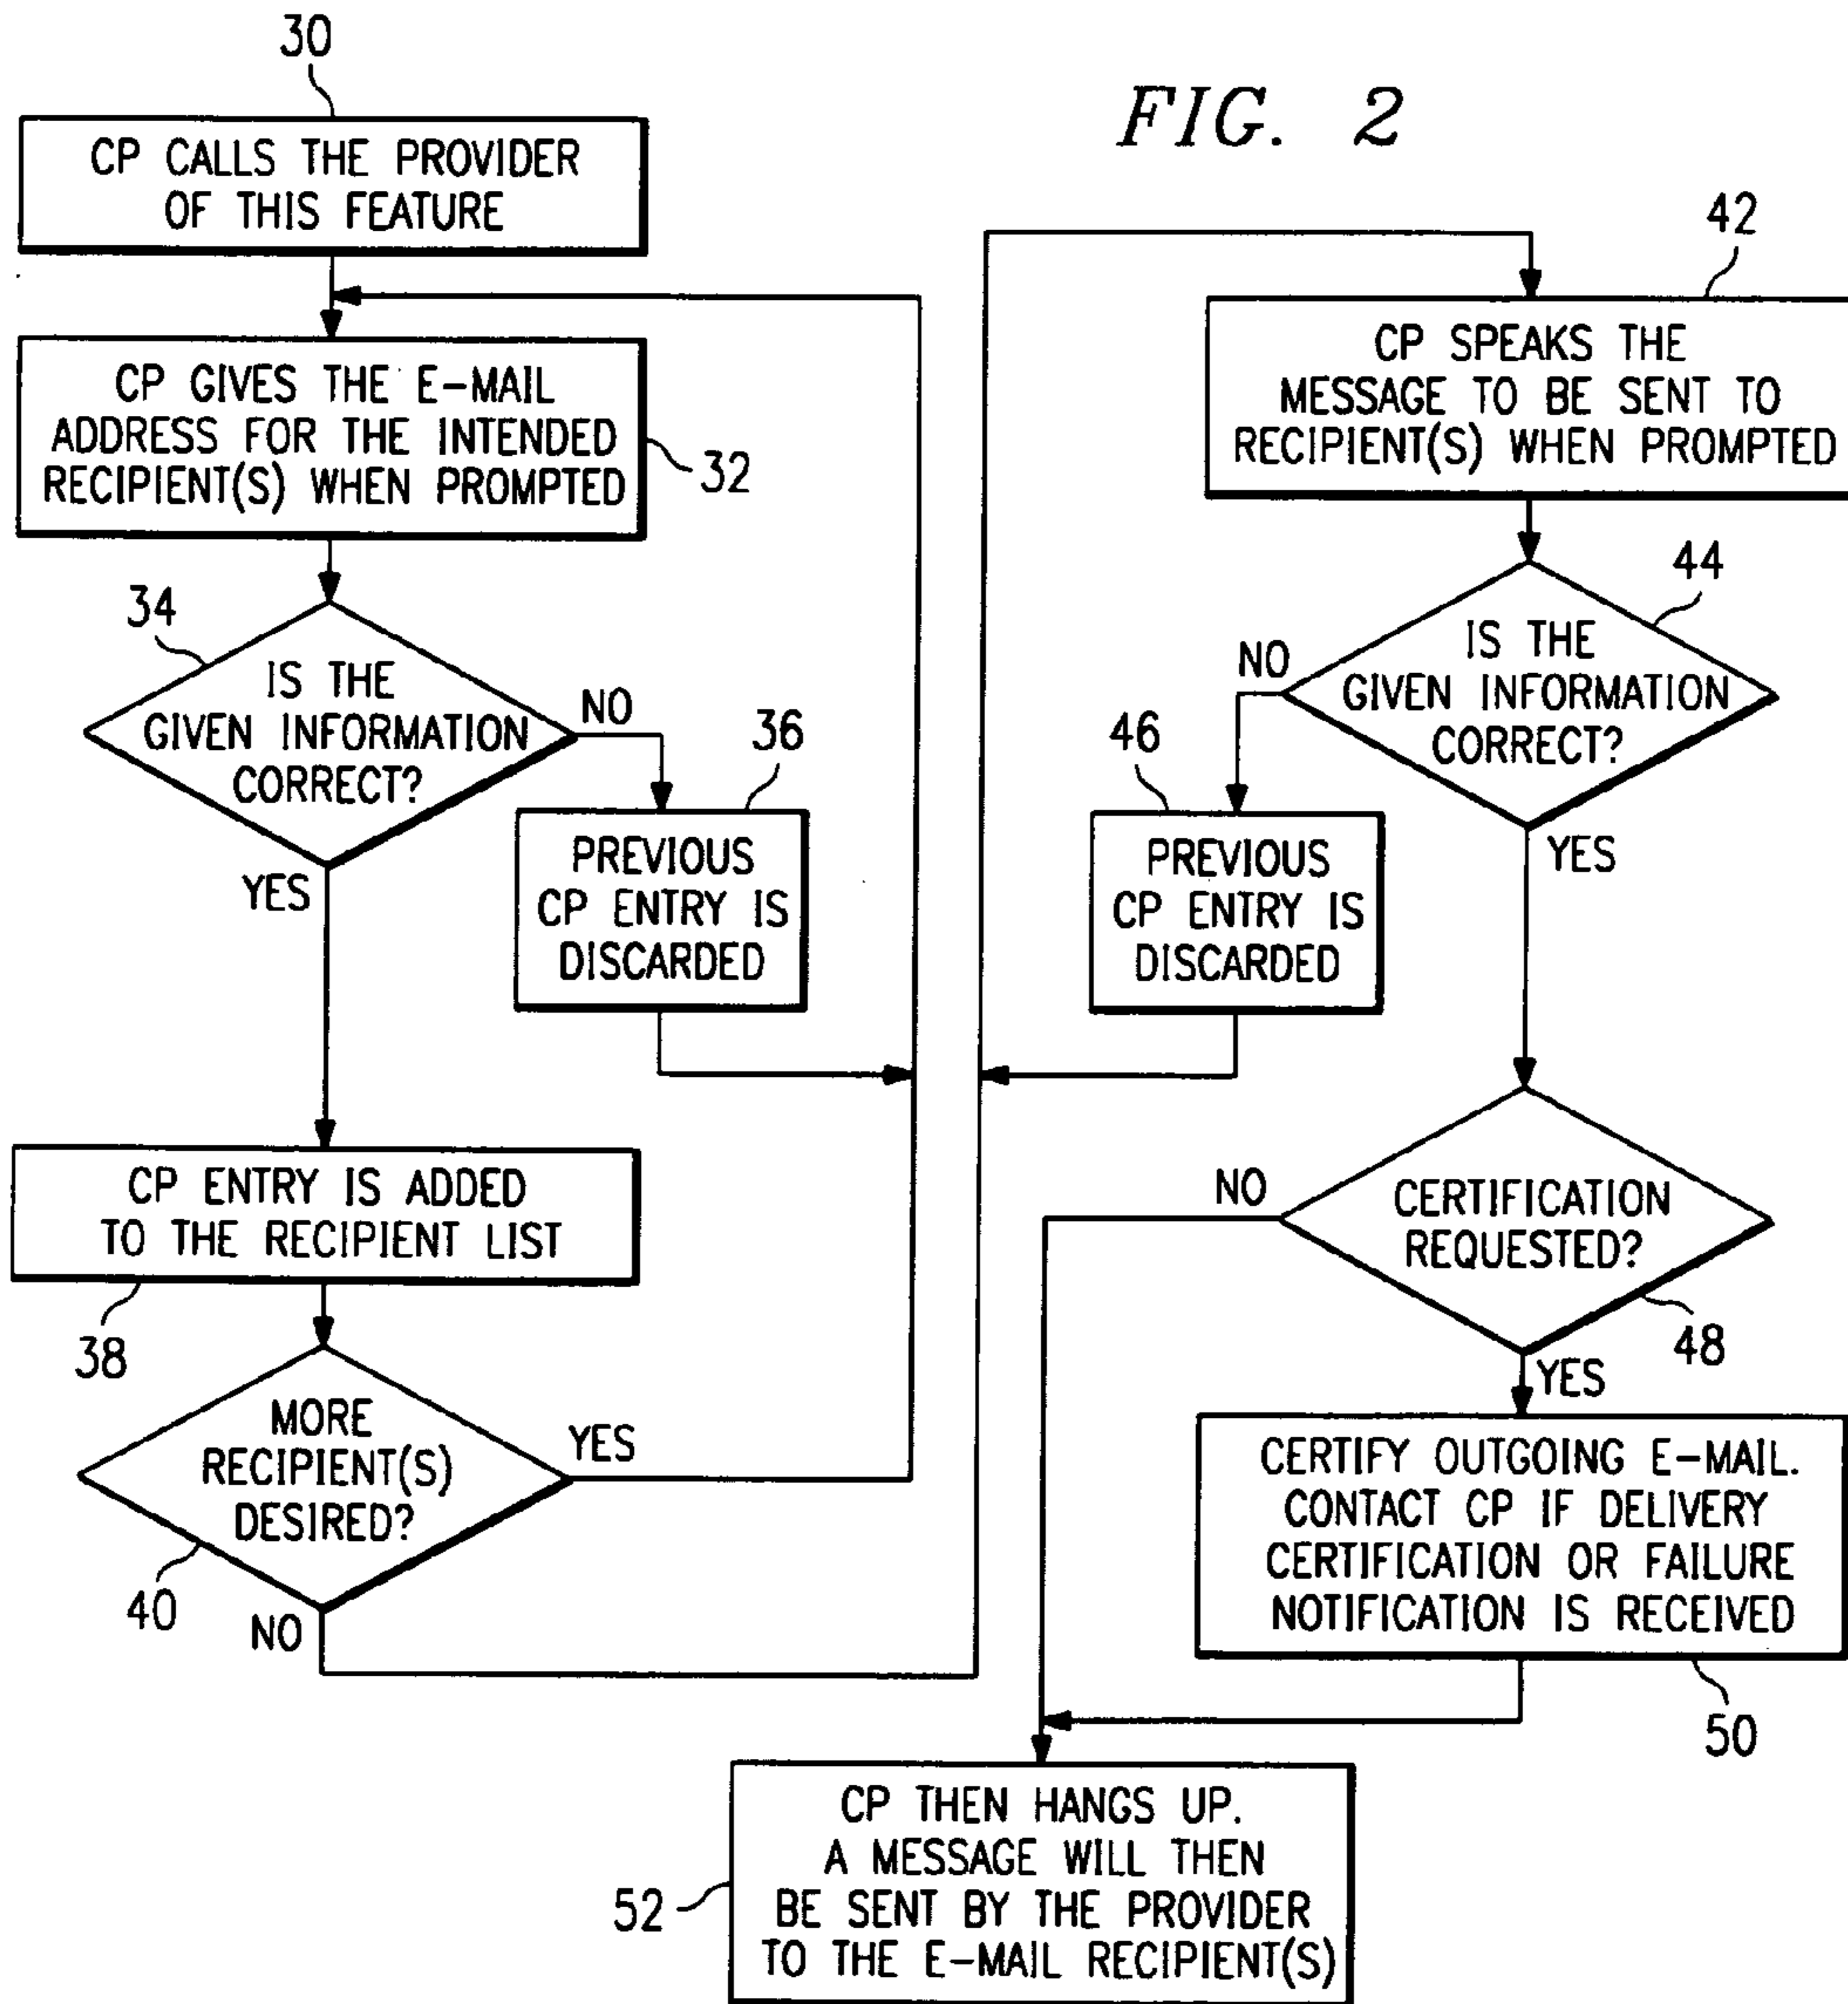 FIG. 2
30
CP CALLS THE PROVIDER
OF THIS FEATURE
CP GIVES THE E-MAIL
ADDRESS FOR THE INTENDED
RECIPIENT(S) WHEN PROMPTED
32
34
IS THE
GIVEN INFORMATION
CORRECT?
NO
YES
36
PREVIOUS
CP ENTRY IS
DISCARDED
CP ENTRY IS ADDED
TO THE RECIPIENT LIST
38
MORE
RECIPIENT(S)
DESIRED?
YES
40
NO
42
CP SPEAKS THE
MESSAGE TO BE SENT TO
RECIPIENT(S) WHEN PROMPTED
44
IS THE
GIVEN INFORMATION
CORRECT?
NO
YES
46
PREVIOUS
CP ENTRY IS
DISCARDED
CERTIFICATION
REQUESTED?
NO
48
YES
CERTIFY OUTGOING E-MAIL.
CONTACT CP IF DELIVERY
CERTIFICATION OR FAILURE
NOTIFICATION IS RECEIVED
50
CP THEN HANGS UP.
A MESSAGE WILL THEN
BE SENT BY THE PROVIDER
TO THE E-MAIL RECIPIENT(S)
52